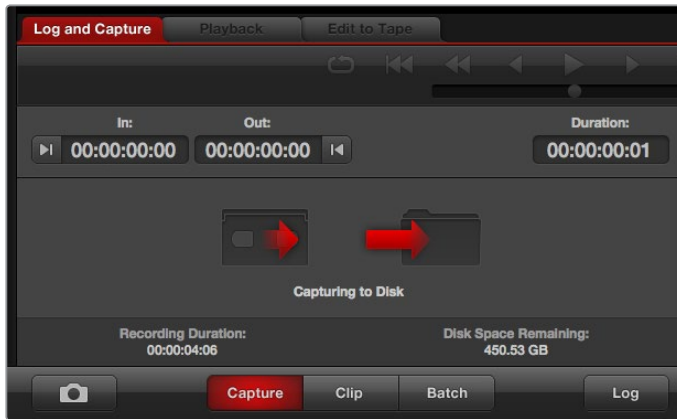 Log and Capture Playback Edit to Tape
In: Out: Duration:
00:00:00:00 00:00:00:00 00:00:00:01
Capturing to Disk
Recording Duration: Disk Space Remaining:
00:00:04:06 450.53 GB
Capture Clip Batch Log